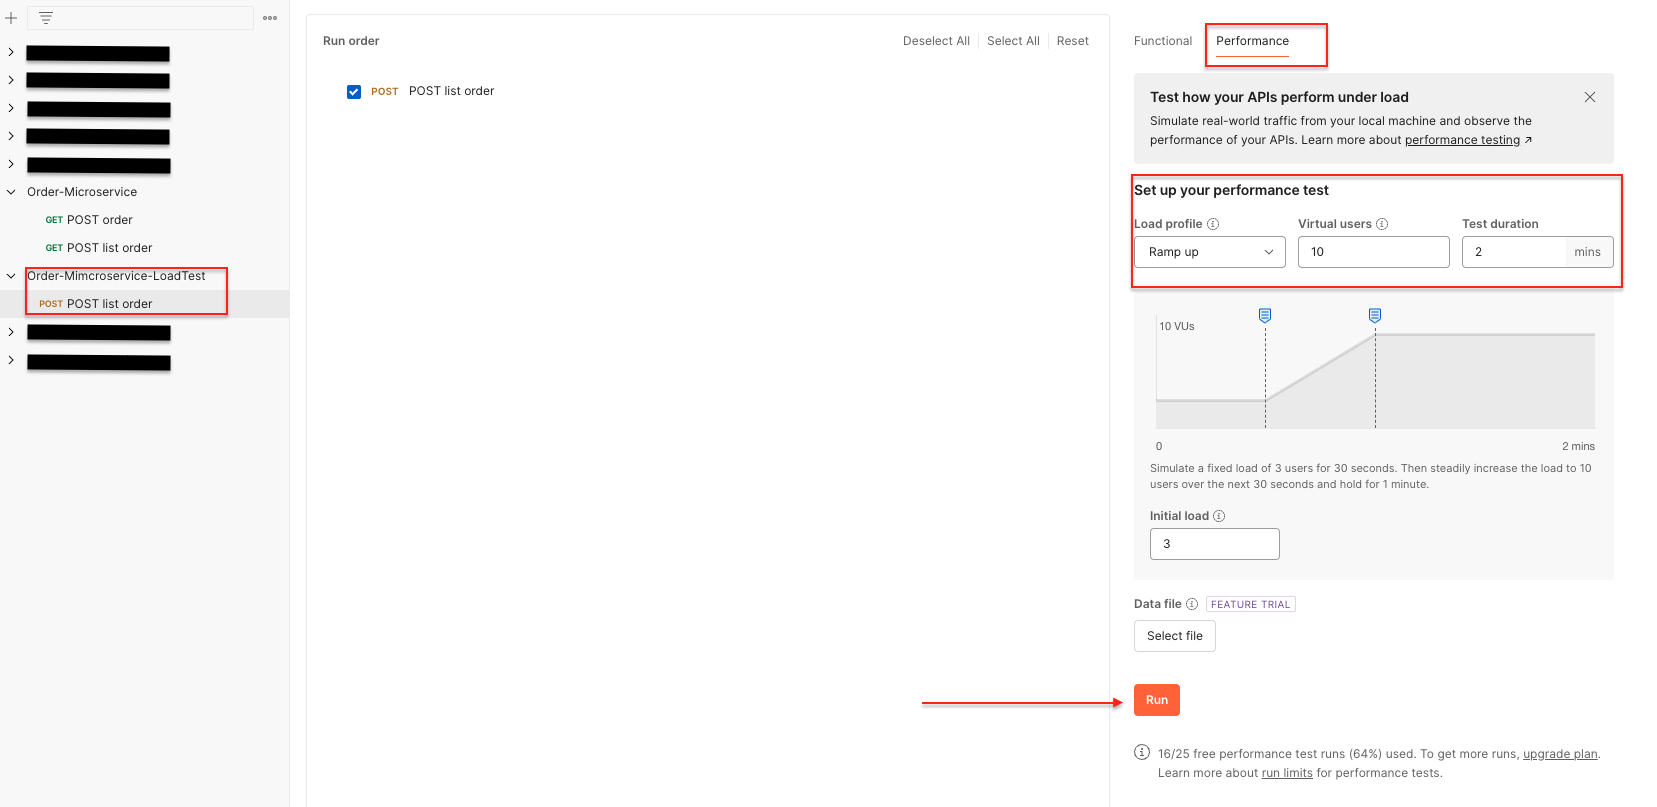 Order-Microservice
GET POST order
GET POST list order
Order-Mimcroservice-LoadTest
POST POST list order
Run order
Deselect All Select All Reset
POST POST list order
Functional Performance
Test how your APIs perform under load
Simulate real-world traffic from your local machine and observe the
performance of your APIs. Learn more about performance testing ↗
Set up your performance test
Load profile Virtual users Test duration
Ramp up 10 2 mins
10 VUs
0 2 mins
Simulate a fixed load of 3 users for 30 seconds. Then steadily increase the load to 10
users over the next 30 seconds and hold for 1 minute.
Initial load
3
Data file FEATURE TRIAL
Select file
Run
16/25 free performance test runs (64%) used. To get more runs, upgrade plan.
Learn more about run limits for performance tests.